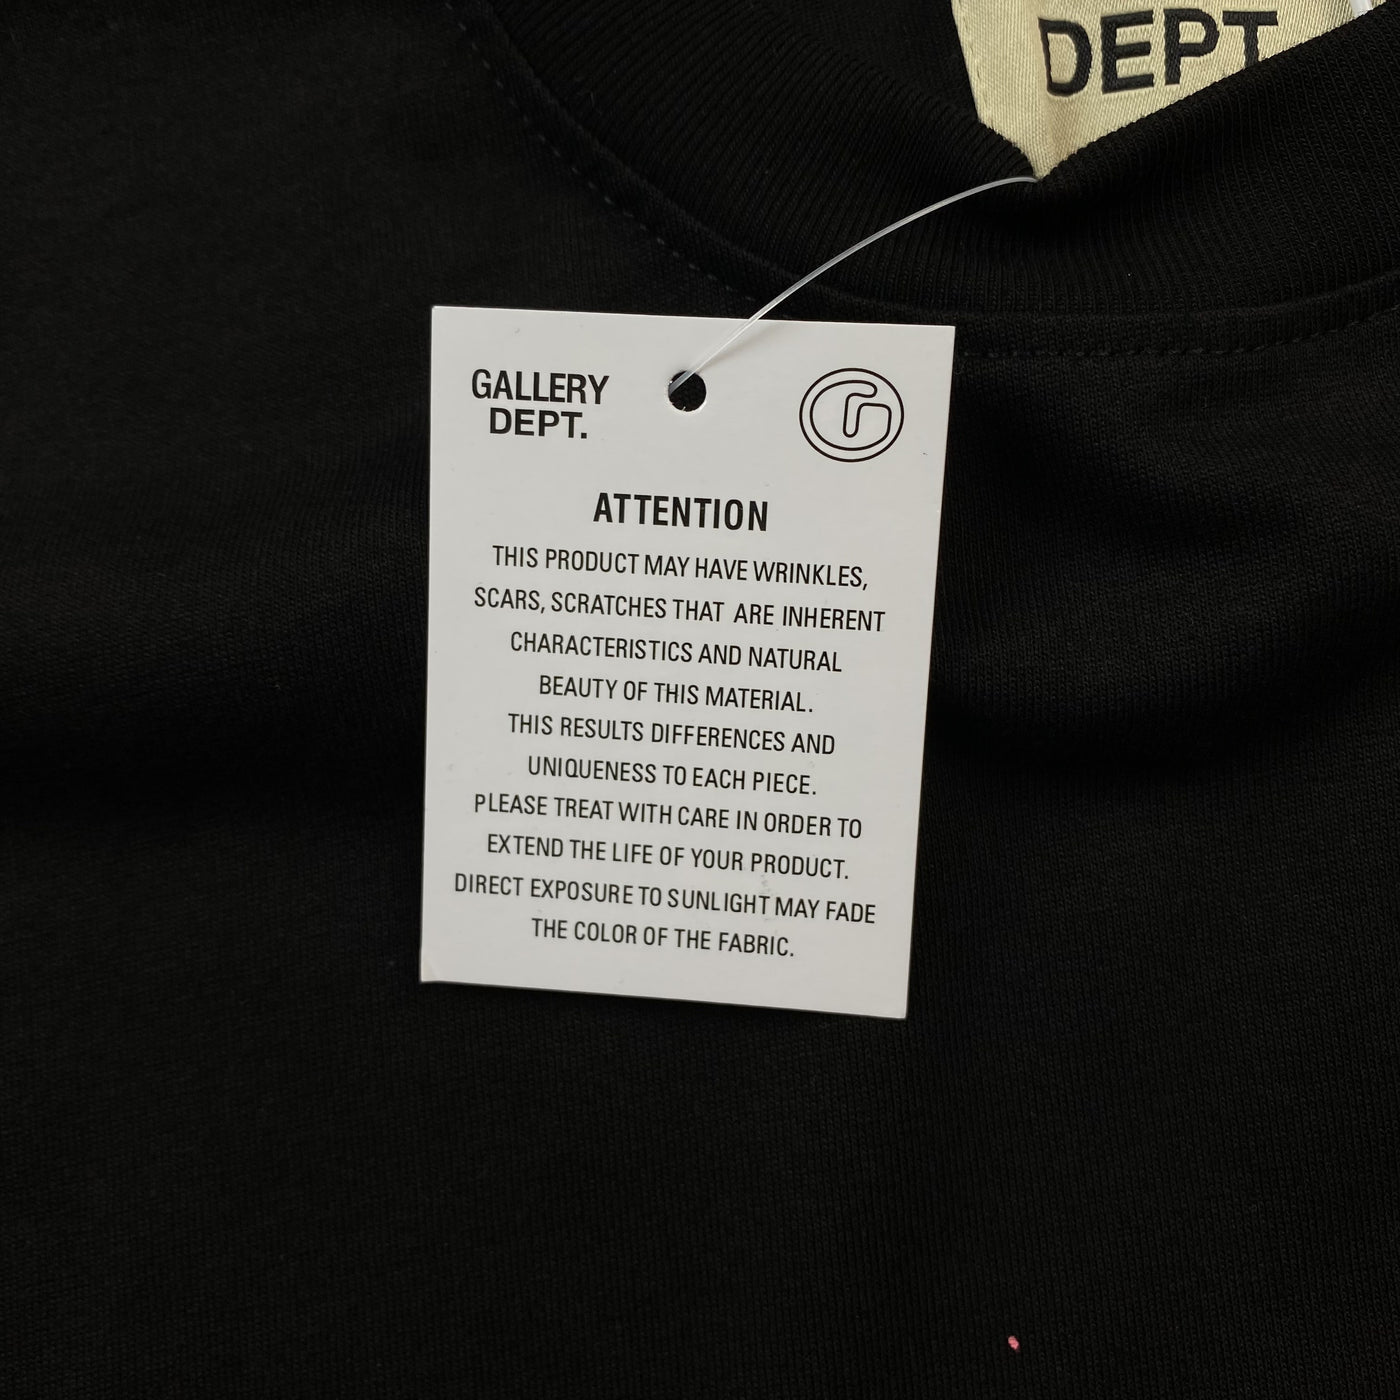 DEPT
GALLERY
DEPT.
ATTENTION
THIS PRODUCT MAY HAVE WRINKLES,
SCARS, SCRATCHES THAT ARE INHERENT
CHARACTERISTICS AND NATURAL
BEAUTY OF THIS MATERIAL.
THIS RESULTS DIFFERENCES AND
UNIQUENESS TO EACH PIECE.
PLEASE TREAT WITH CARE IN ORDER TO
EXTEND THE LIFE OF YOUR PRODUCT.
DIRECT EXPOSURE TO SUNLIGHT MAY FADE
THE COLOR OF THE FABRIC.